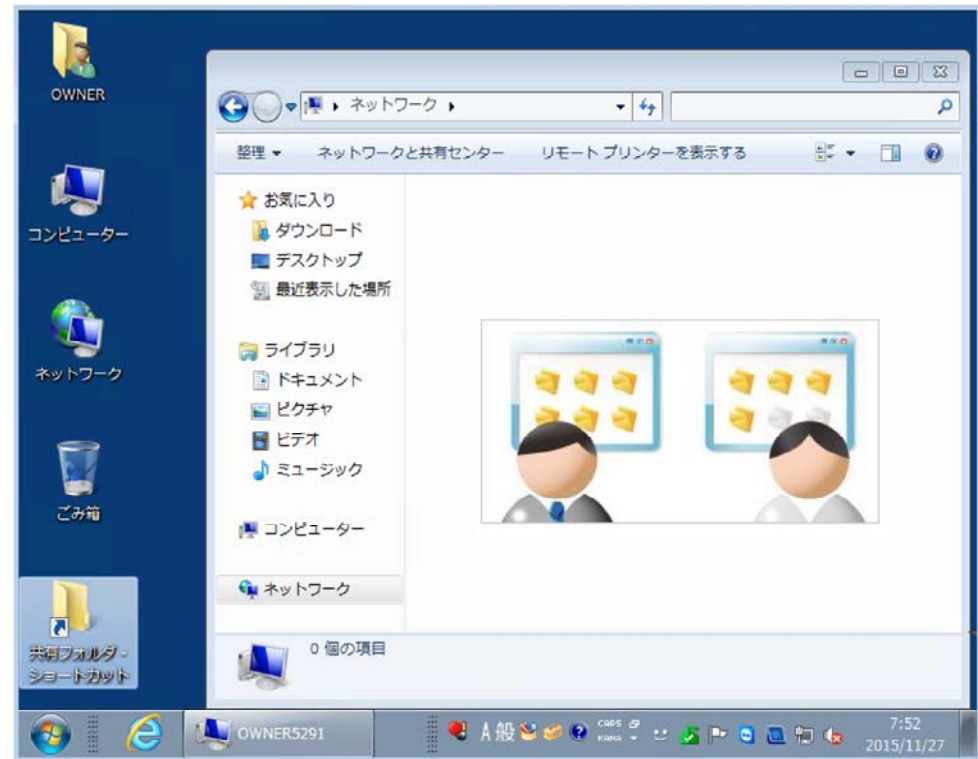 OWNER
コンピューター
ネットワーク
ごみ箱
共有フォルダ -
ショートカット
ネットワーク
整理 ネットワークと共有センター リモート プリンターを表示する
お気に入り
ダウンロード
デスクトップ
最近表示した場所
ライブラリ
ドキュメント
ピクチャ
ビデオ
ミュージック
コンピューター
ネットワーク
0 個の項目
OWNER5291
A 般
CAPS
KANA
7:52
2015/11/27